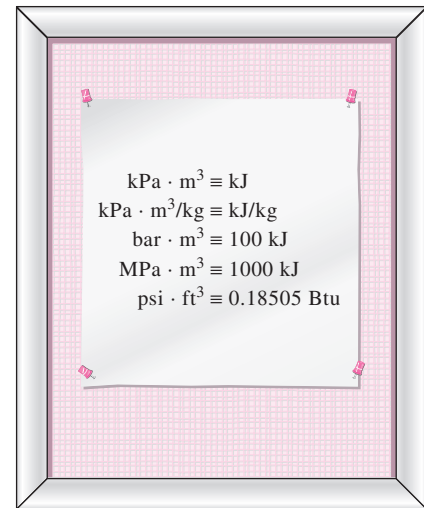 kPa · m³ ≡ kJ
kPa · m³/kg ≡ kJ/kg
bar · m³ ≡ 100 kJ
MPa · m³ ≡ 1000 kJ
psi · ft³ ≡ 0.18505 Btu